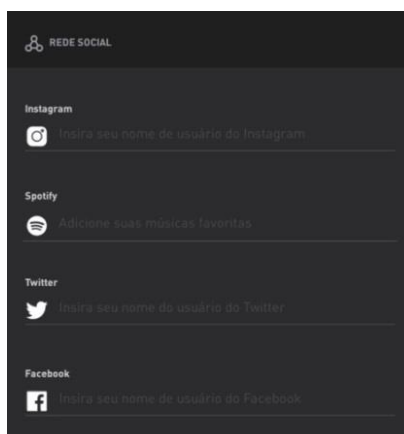 REDE SOCIAL
Instagram
Insira seu nome de usuário do Instagram
Spotify
Adicione suas músicas favoritas
Twitter
Insira seu nome do usuário do Twitter
Facebook
Insira seu nome de usuário do Facebook